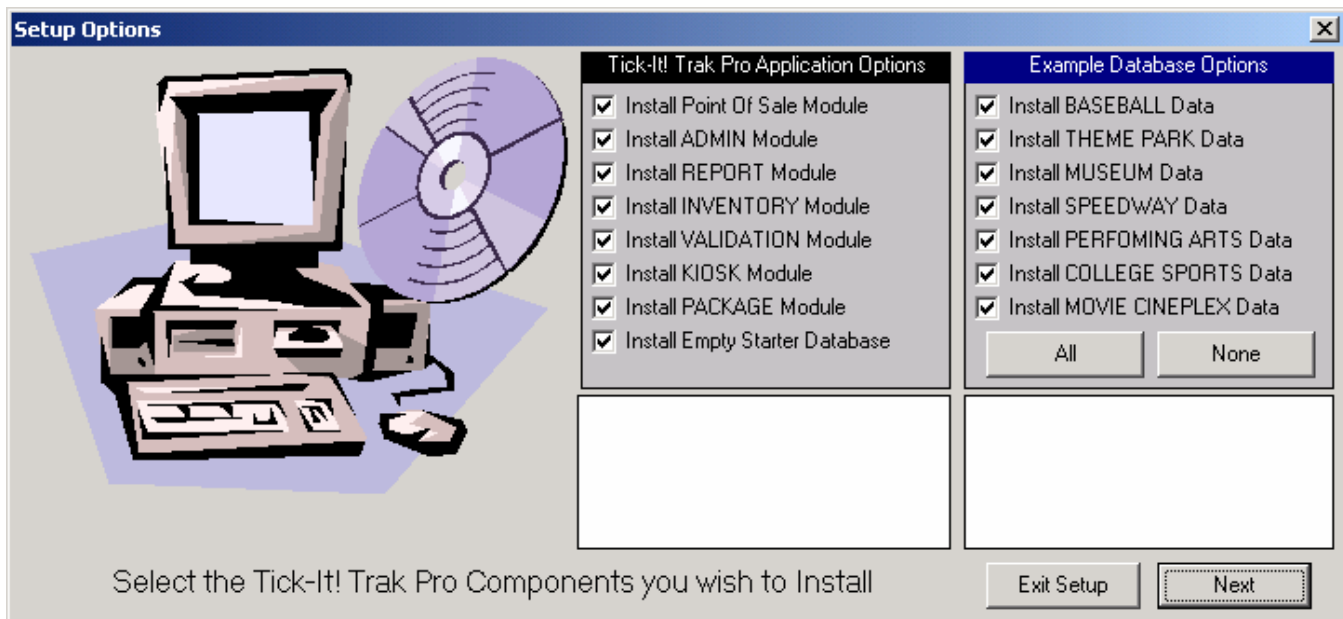 Setup Options
Tick-It! Trak Pro Application Options
Install Point Of Sale Module
Install ADMIN Module
Install REPORT Module
Install INVENTORY Module
Install VALIDATION Module
Install KIOSK Module
Install PACKAGE Module
Install Empty Starter Database
Example Database Options
Install BASEBALL Data
Install THEME PARK Data
Install MUSEUM Data
Install SPEEDWAY Data
Install PERFOMING ARTS Data
Install COLLEGE SPORTS Data
Install MOVIE CINEPLEX Data
All
None
Select the Tick-It! Trak Pro Components you wish to Install
Exit Setup
Next